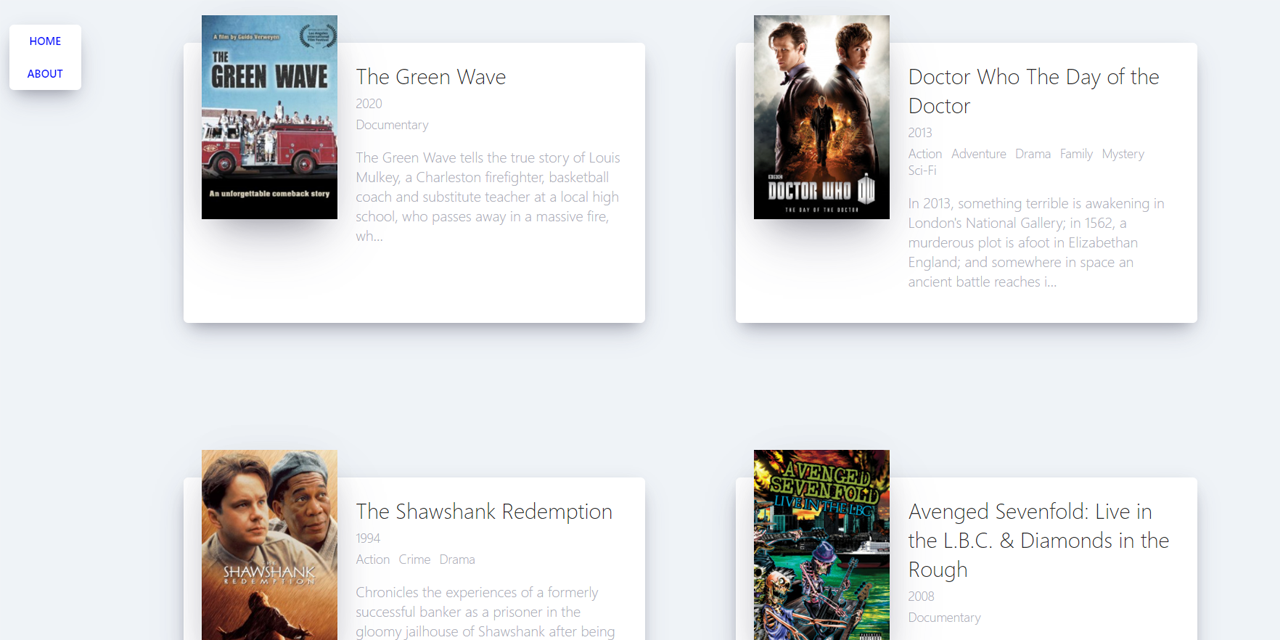 HOME
ABOUT
A film by Guido Verweyen
Los Angeles
International
Film Festival
THE
GREEN WAVE
An unforgettable comeback story
The Green Wave
2020
Documentary
The Green Wave tells the true story of Louis
Mulkey, a Charleston firefighter, basketball
coach and substitute teacher at a local high
school, who passes away in a massive fire,
wh...
BBC
DOCTOR WHO DW
THE DAY OF THE DOCTOR
Doctor Who The Day of the
Doctor
2013
Action Adventure Drama Family Mystery
Sci-Fi
In 2013, something terrible is awakening in
London's National Gallery; in 1562, a
murderous plot is afoot in Elizabethan
England; and somewhere in space an
ancient battle reaches i...
THE
SHAWSHANK
REDEMPTION
The Shawshank Redemption
1994
Action Crime Drama
Chronicles the experiences of a formerly
successful banker as a prisoner in the
gloomy jailhouse of Shawshank after being
AVENGED
SEVENFOLD
LIVE IN THE LBC
Avenged Sevenfold: Live in
the L.B.C. & Diamonds in the
Rough
2008
Documentary